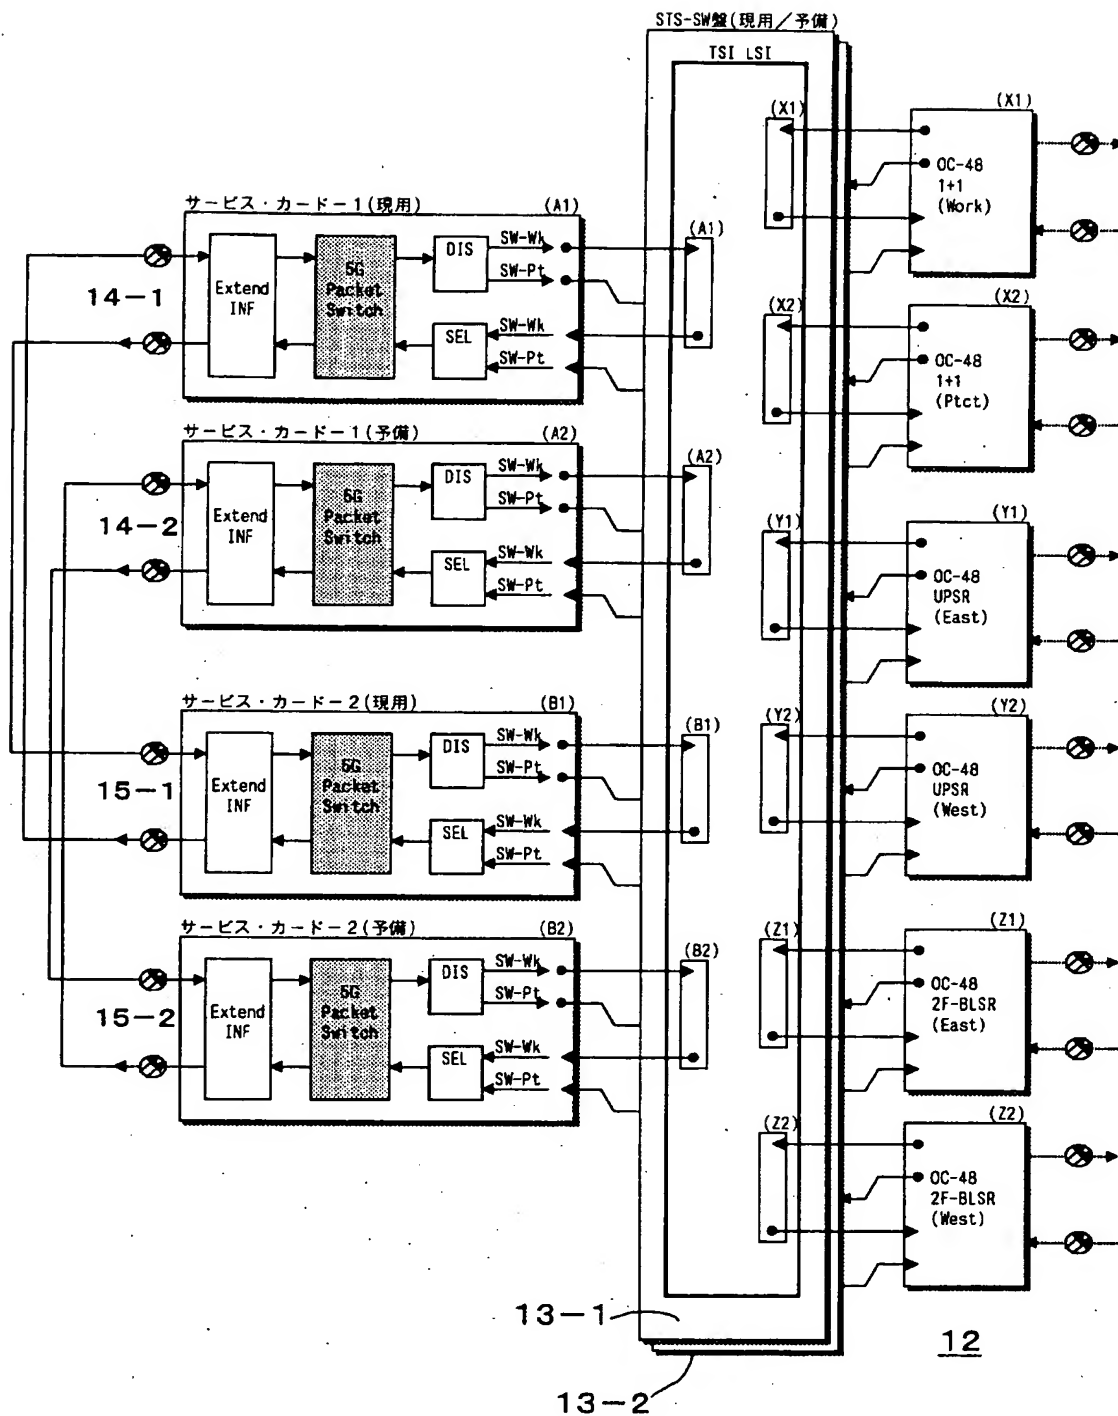 STS-SW盤(現用/予備)
TSI LSI
サービス・カードー1(現用)
(A1)
14-1
Extend
INF
5G
Packet
Switch
DIS
SEL
SW-Wk
SW-Pt
SW-Wk
SW-Pt
(A1)
サービス・カードー1(予備)
(A2)
14-2
Extend
INF
5G
Packet
Switch
DIS
SEL
SW-Wk
SW-Pt
SW-Wk
SW-Pt
(A2)
サービス・カードー2(現用)
(B1)
15-1
Extend
INF
5G
Packet
Switch
DIS
SEL
SW-Wk
SW-Pt
SW-Wk
SW-Pt
(B1)
サービス・カードー2(予備)
(B2)
15-2
Extend
INF
5G
Packet
Switch
DIS
SEL
SW-Wk
SW-Pt
SW-Wk
SW-Pt
(B2)
(X1)
(X1)
OC-48
1+1
(Work)
(X2)
(X2)
OC-48
1+1
(Ptct)
(Y1)
(Y1)
OC-48
UPSR
(East)
(Y2)
(Y2)
OC-48
UPSR
(West)
(Z1)
(Z1)
OC-48
2F-BLSR
(East)
(Z2)
(Z2)
OC-48
2F-BLSR
(West)
13-1
13-2
12